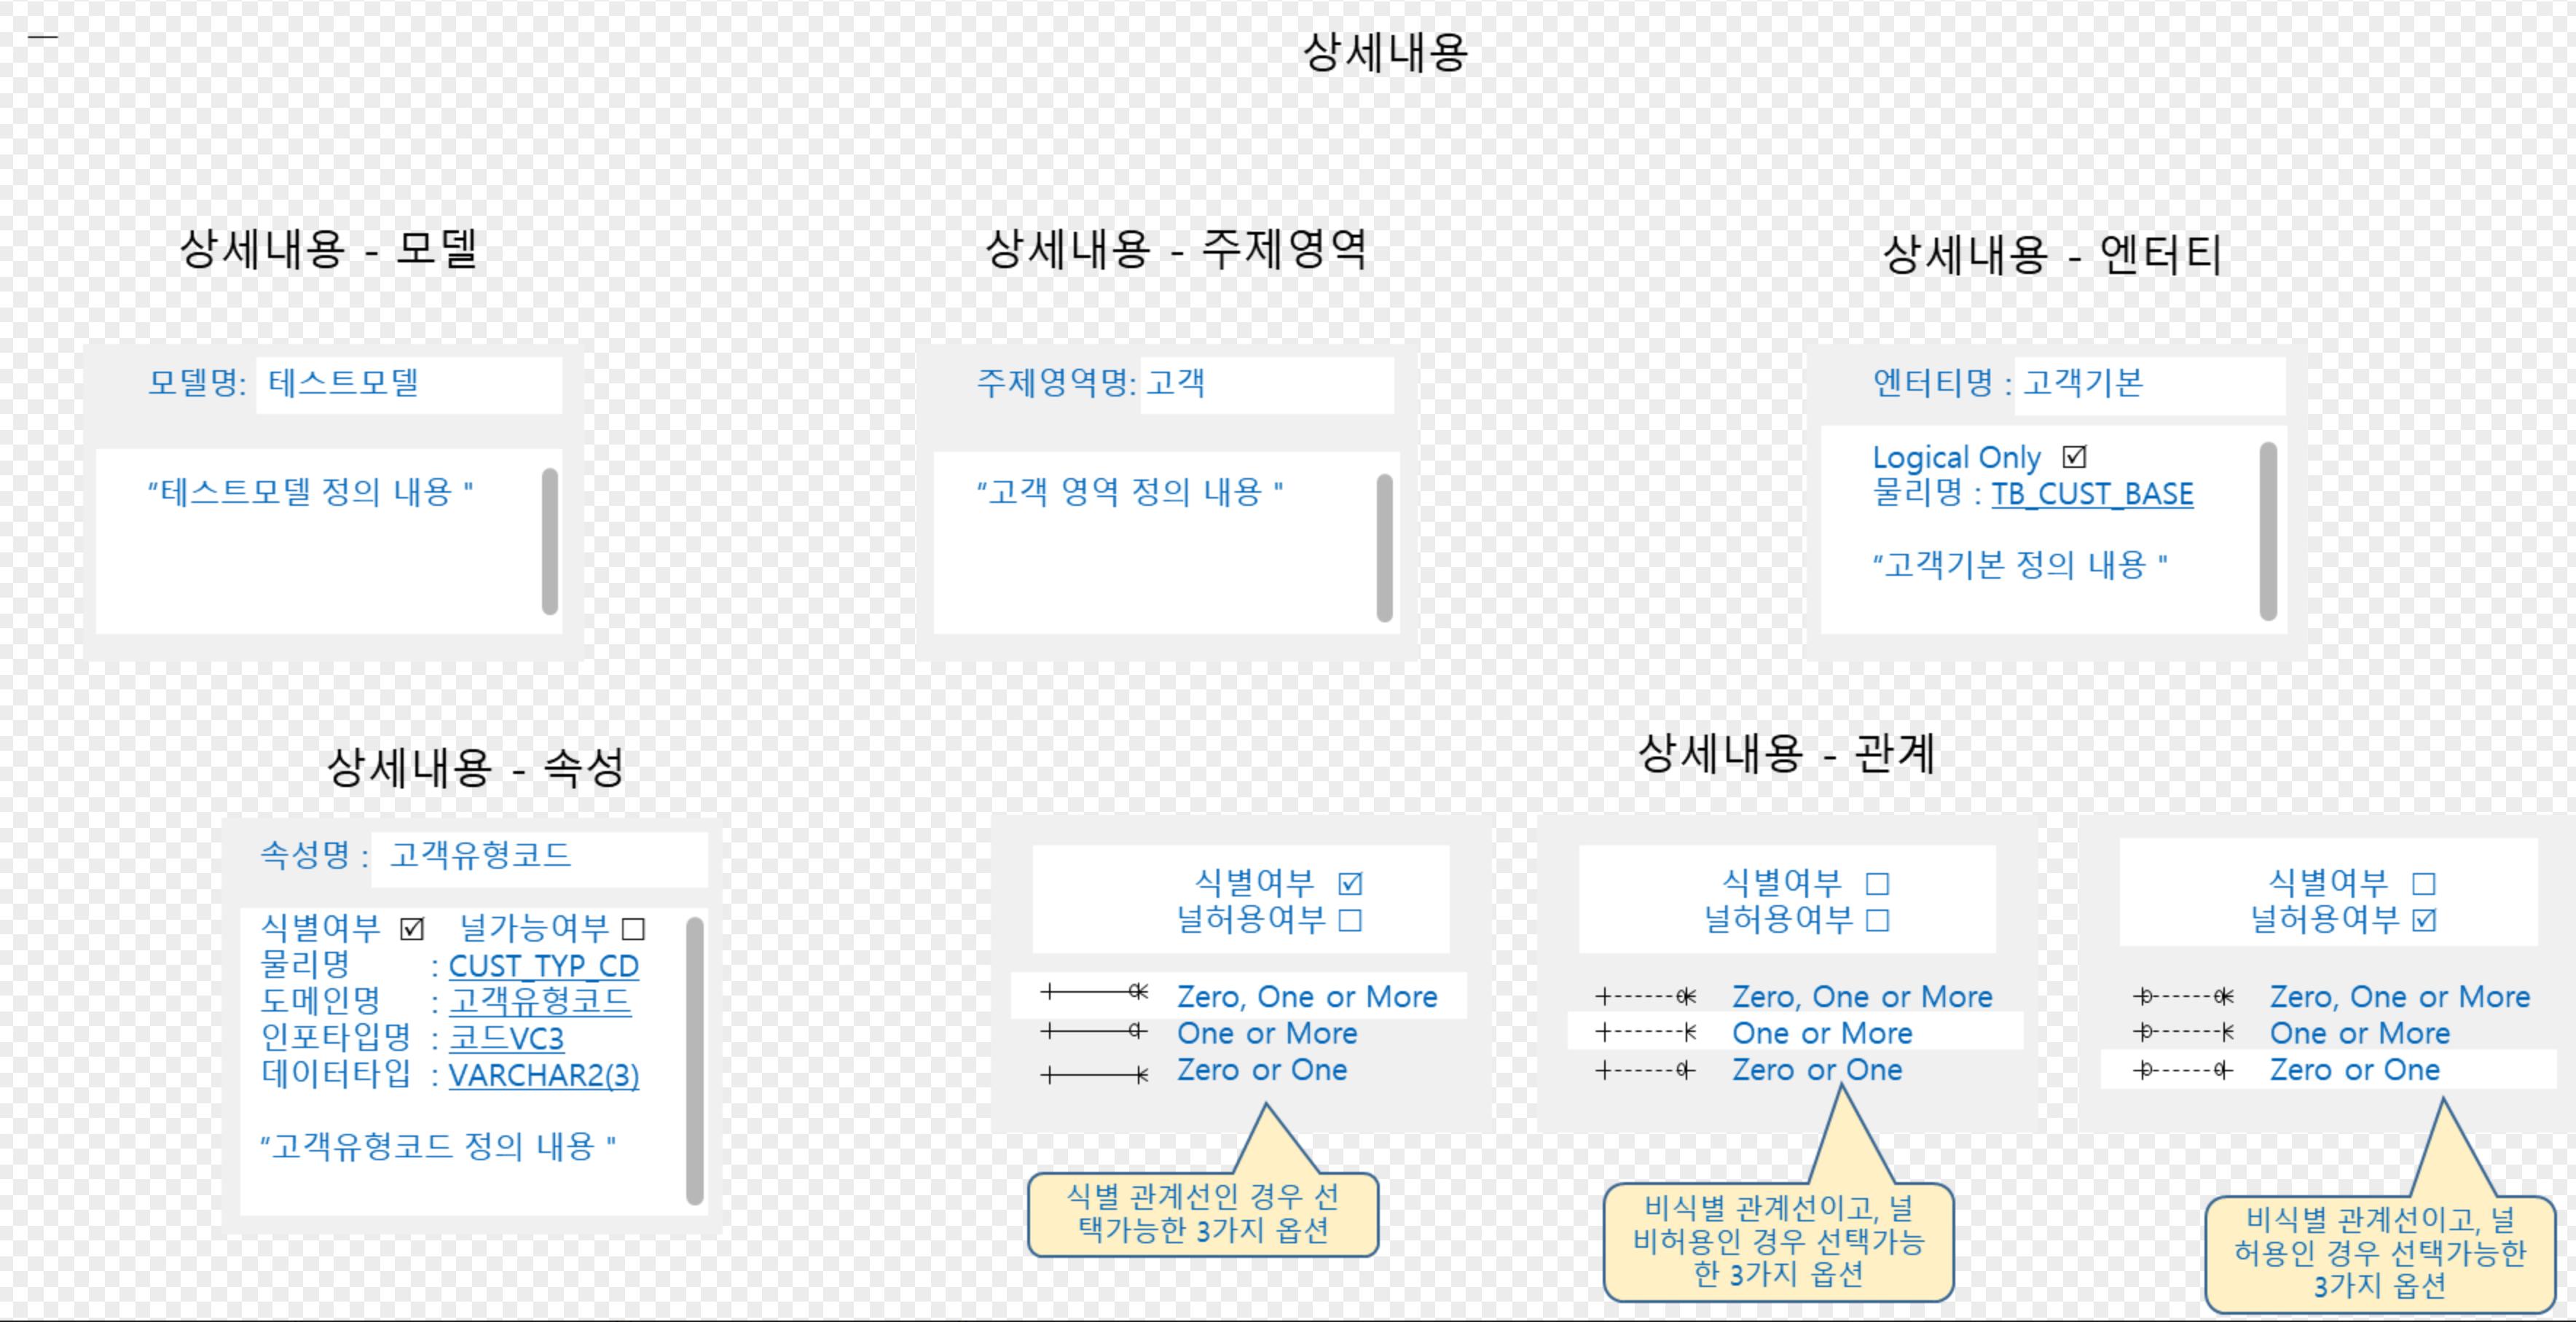 상세내용
상세내용 - 모델
모델명: 테스트모델
"테스트모델 정의 내용 "
상세내용 - 주제영역
주제영역명: 고객
"고객 영역 정의 내용 "
상세내용 - 엔터티
엔터티명 : 고객기본
Logical Only ☑
물리명 : TB_CUST_BASE
"고객기본 정의 내용 "
상세내용 - 속성
속성명 : 고객유형코드
식별여부 ☑ 널가능여부 ☐
물리명 : CUST_TYP_CD
도메인명 : 고객유형코드
인포타입명 : 코드VC3
데이터타입 : VARCHAR2(3)
"고객유형코드 정의 내용 "
상세내용 - 관계
식별여부 ☑
널허용여부 ☐
Zero, One or More
One or More
Zero or One
식별 관계선인 경우 선
택가능한 3가지 옵션
식별여부 ☐
널허용여부 ☐
Zero, One or More
One or More
Zero or One
비식별 관계선이고, 널
비허용인 경우 선택가능
한 3가지 옵션
식별여부 ☐
널허용여부 ☑
Zero, One or More
One or More
Zero or One
비식별 관계선이고, 널
허용인 경우 선택가능한
3가지 옵션